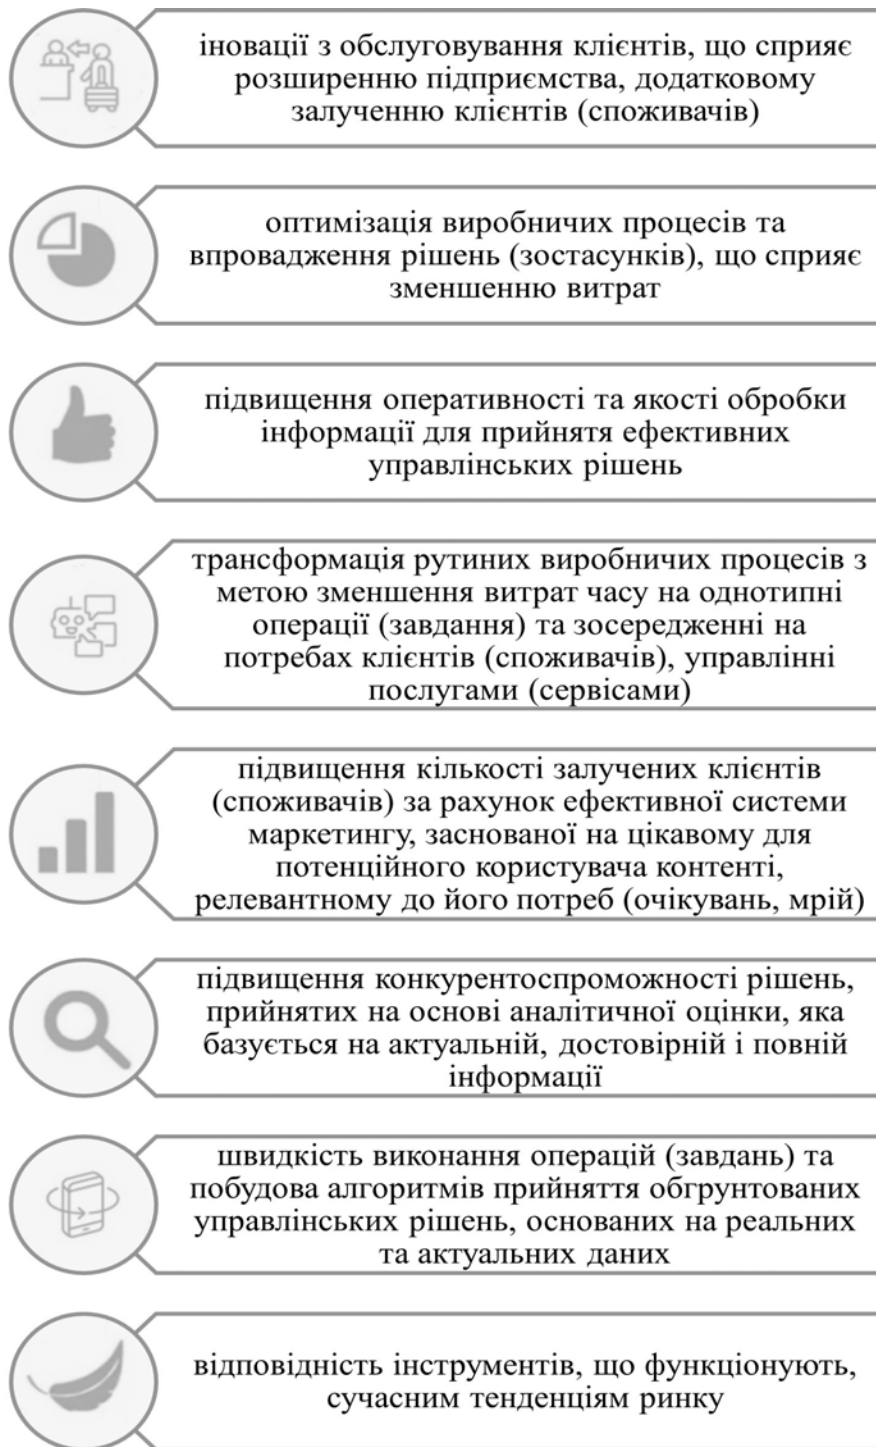 іновації з обслуговування клієнтів, що сприяє
розширенню підприємства, додатковому
залученню клієнтів (споживачів)
оптимізація виробничих процесів та
впровадження рішень (зостасунків), що сприяє
зменшенню витрат
підвищення оперативності та якості обробки
інформації для прийнятя ефективних
управлінських рішень
трансформація рутиних виробничих процесів з
метою зменшення витрат часу на однотипні
операції (завдання) та зосередженні на
потребах клієнтів (споживачів), управлінні
послугами (сервісами)
підвищення кількості залучених клієнтів
(споживачів) за рахунок ефективної системи
маркетингу, заснованої на цікавому для
потенційного користувача контенті,
релевантному до його потреб (очікувань, мрій)
підвищення конкурентоспроможності рішень,
прийнятих на основі аналітичної оцінки, яка
базується на актуальній, достовірній і повній
інформації
швидкість виконання операцій (завдань) та
побудова алгоритмів прийняття обгрунтованих
управлінських рішень, основаних на реальних
та актуальних даних
відповідність інструментів, що функціонують,
сучасним тенденціям ринку